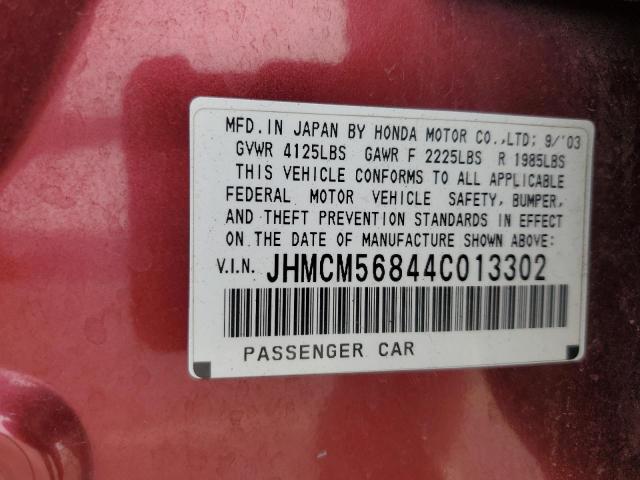 MFD. IN JAPAN BY HONDA MOTOR CO., LTD; 9/'03
GVWR 4125LBS GAWR F 2225LBS R 1985LBS
THIS VEHICLE CONFORMS TO ALL APPLICABLE
FEDERAL MOTOR VEHICLE SAFETY, BUMPER,
AND THEFT PREVENTION STANDARDS IN EFFECT
ON THE DATE OF MANUFACTURE SHOWN ABOVE:
V.I.N. JHMCM56844C013302
PASSENGER CAR